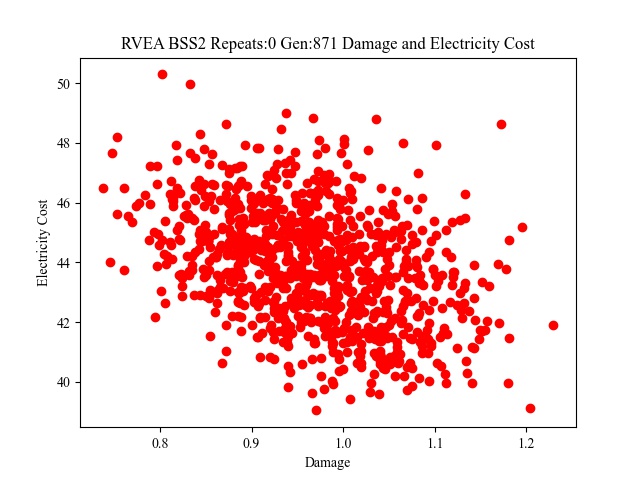 RVEA BSS2 Repeats:0 Gen:871 Damage and Electricity Cost
50
48
46
44
42
40
Electricity Cost
0.8 0.9 1.0 1.1 1.2
Damage